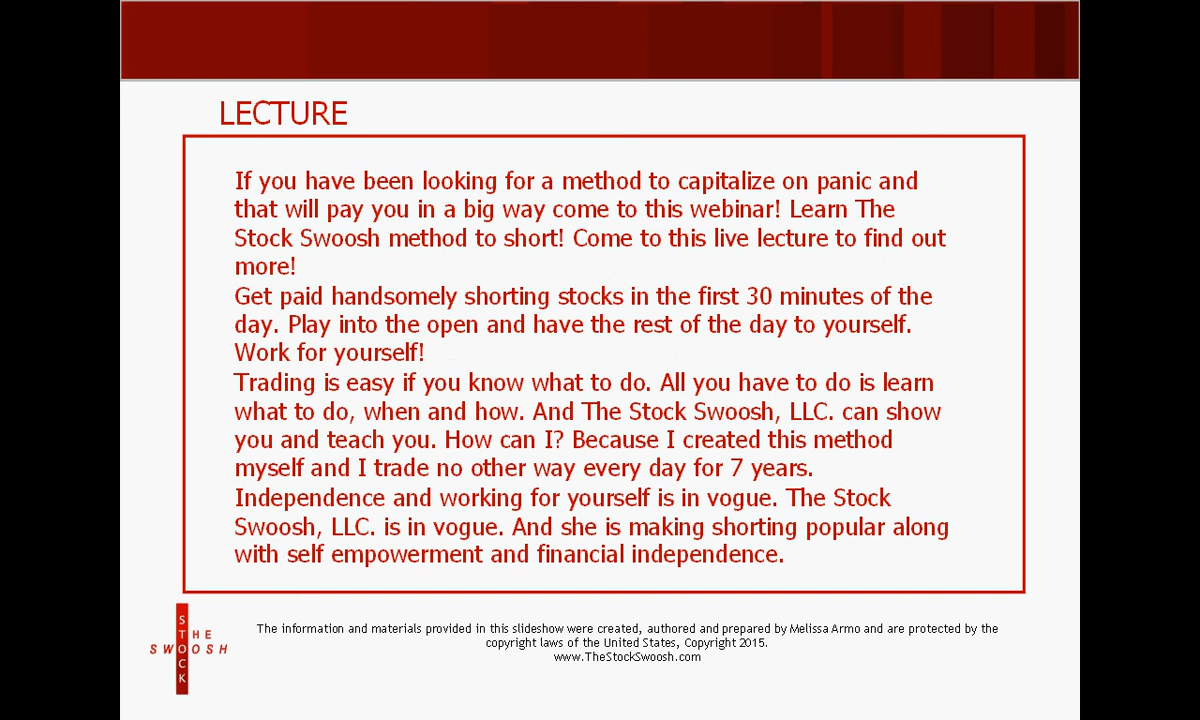 LECTURE
If you have been looking for a method to capitalize on panic and
that will pay you in a big way come to this webinar! Learn The
Stock Swoosh method to short! Come to this live lecture to find out
more!
Get paid handsomely shorting stocks in the first 30 minutes of the
day. Play into the open and have the rest of the day to yourself.
Work for yourself!
Trading is easy if you know what to do. All you have to do is learn
what to do, when and how. And The Stock Swoosh, LLC. can show
you and teach you. How can I? Because I created this method
myself and I trade no other way every day for 7 years.
Independence and working for yourself is in vogue. The Stock
Swoosh, LLC. is in vogue. And she is making shorting popular along
with self empowerment and financial independence.
THE
STOCK
SWOOSH
The information and materials provided in this slideshow were created, authored and prepared by Melissa Armo and are protected by the
copyright laws of the United States, Copyright 2015.
www.TheStockSwoosh.com